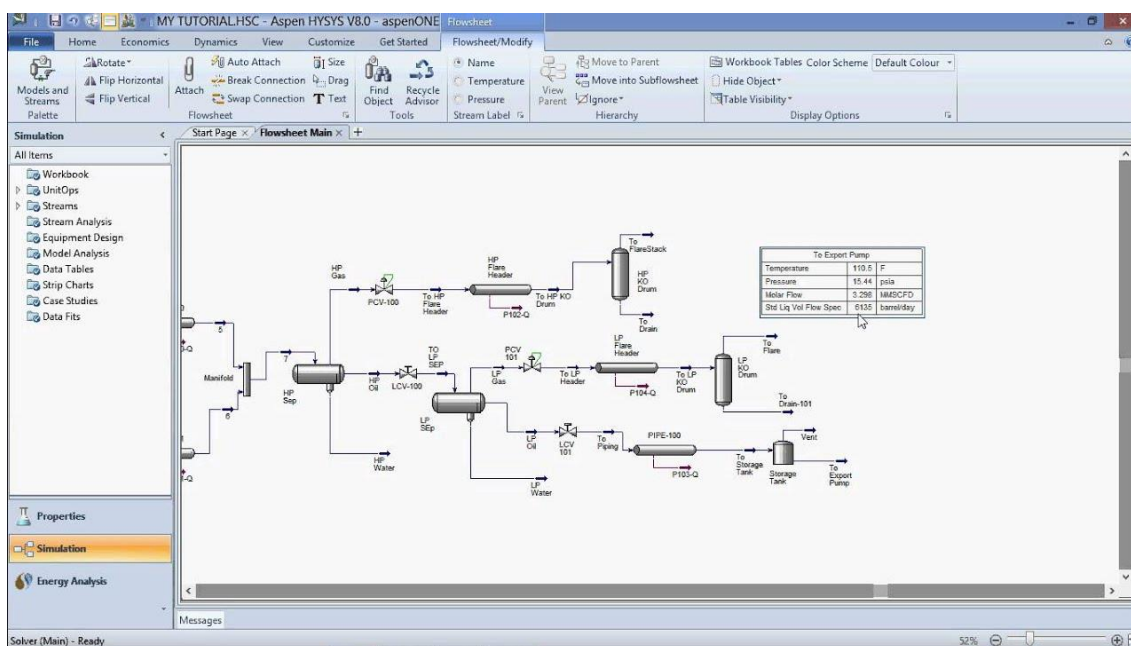 MY TUTORIAL.HSC - Aspen HYSYS V8.0 - aspenONE
Flowsheet
File Home Economics Dynamics View Customize Get Started Flowsheet/Modify
Models and Streams
Palette
Rotate
Flip Horizontal
Flip Vertical
Attach
Auto Attach
Break Connection
Swap Connection
Size
Drag
Text
Flowsheet
Find Object
Recycle Advisor
Tools
Name
Temperature
Pressure
Stream Label
View Parent
Move to Parent
Move into Subflowsheet
Ignore
Hierarchy
Workbook Tables Color Scheme Default Colour
Hide Object
Table Visibility
Display Options
Simulation
All Items
Workbook
UnitOps
Streams
Stream Analysis
Equipment Design
Model Analysis
Data Tables
Strip Charts
Case Studies
Data Fits
Properties
Simulation
Energy Analysis
Start Page
Flowsheet Main
5
6
Manifold
7
HP
Sep
HP
Gas
PCV-100
To HP
Flare
Header
HP
Flare
Header
P102-Q
To HP KO
Drum
To
FlareStack
HP
KO
Drum
To
Drain
HP
Oil
LCV-100
TO
LP
SEP
HP
Water
LP
SEp
LP
Gas
PCV
101
To LP
Header
LP
Flare
Header
P104-Q
To LP
KO
Drum
LP
KO
Drum
To
Flare
To
Drain-101
LP
Oil
LCV
101
To
Piping
PIPE-100
P103-Q
To
Storage
Tank
Storage
Tank
Vent
To
Export
Pump
LP
Water
To Export Pump
Temperature 110.5 F
Pressure 15.44 psia
Molar Flow 3.298 MMSCFD
Std Liq Vol Flow Spec 6135 barrel/day
Messages
Solver (Main) - Ready
52%